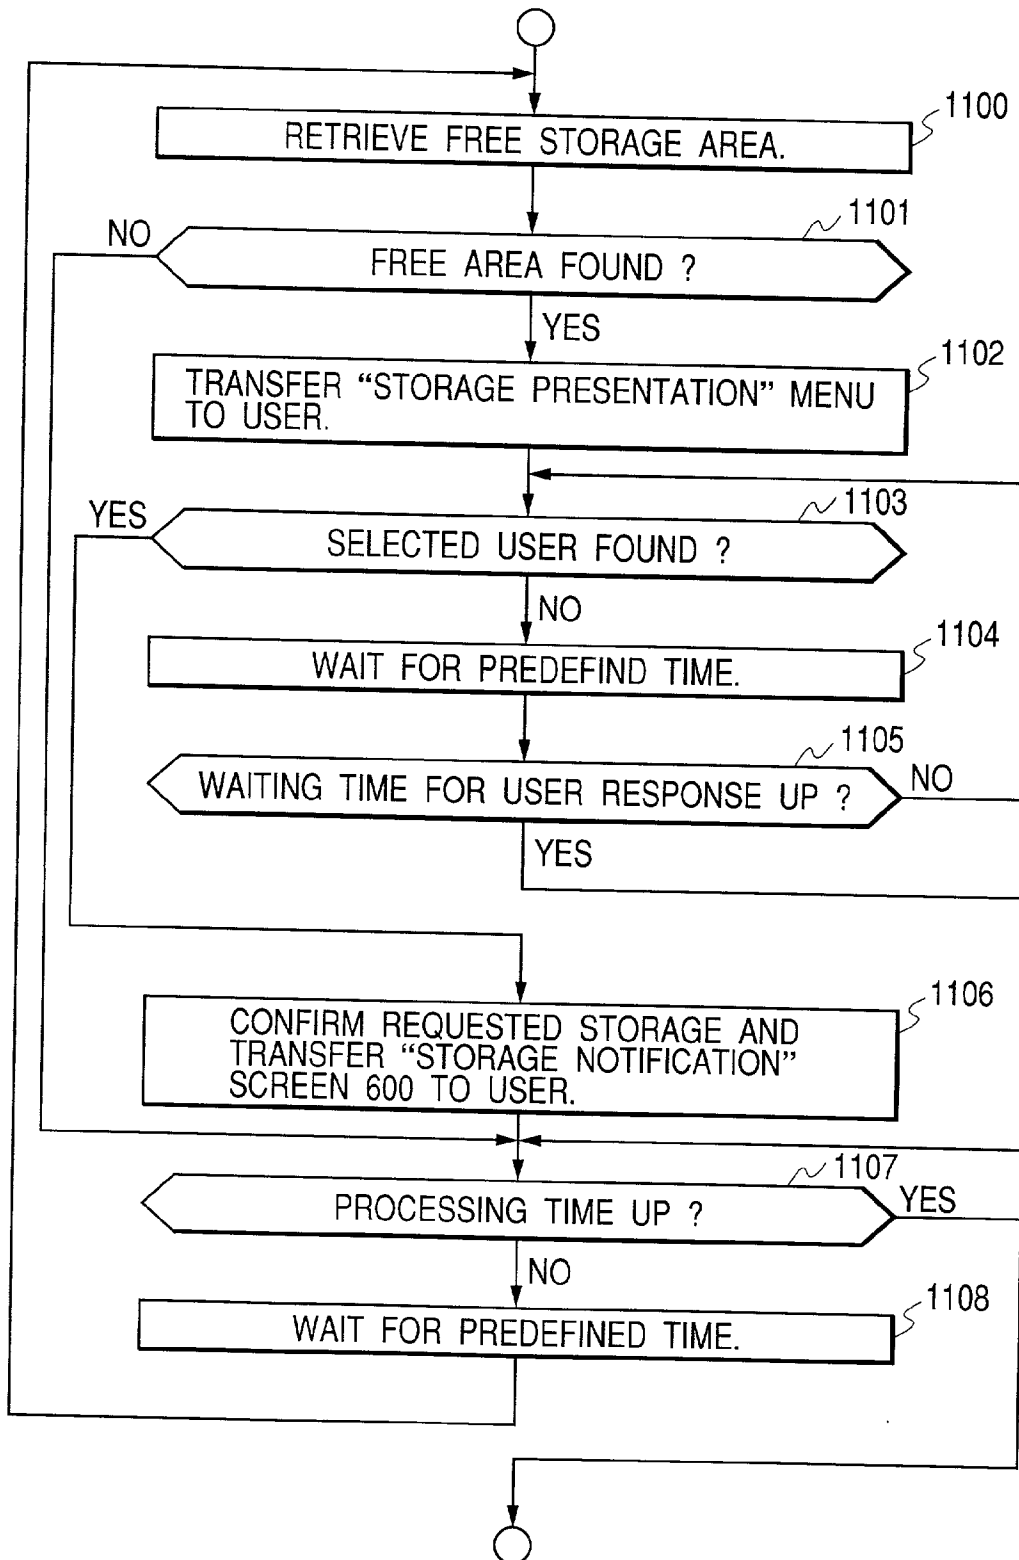 1100
RETRIEVE FREE STORAGE AREA.
1101
NO
FREE AREA FOUND ?
YES
1102
TRANSFER “STORAGE PRESENTATION” MENU
TO USER.
1103
YES
SELECTED USER FOUND ?
NO
1104
WAIT FOR PREDEFIND TIME.
1105
WAITING TIME FOR USER RESPONSE UP ?
NO
YES
1106
CONFIRM REQUESTED STORAGE AND
TRANSFER “STORAGE NOTIFICATION”
SCREEN 600 TO USER.
1107
PROCESSING TIME UP ?
YES
NO
1108
WAIT FOR PREDEFINED TIME.